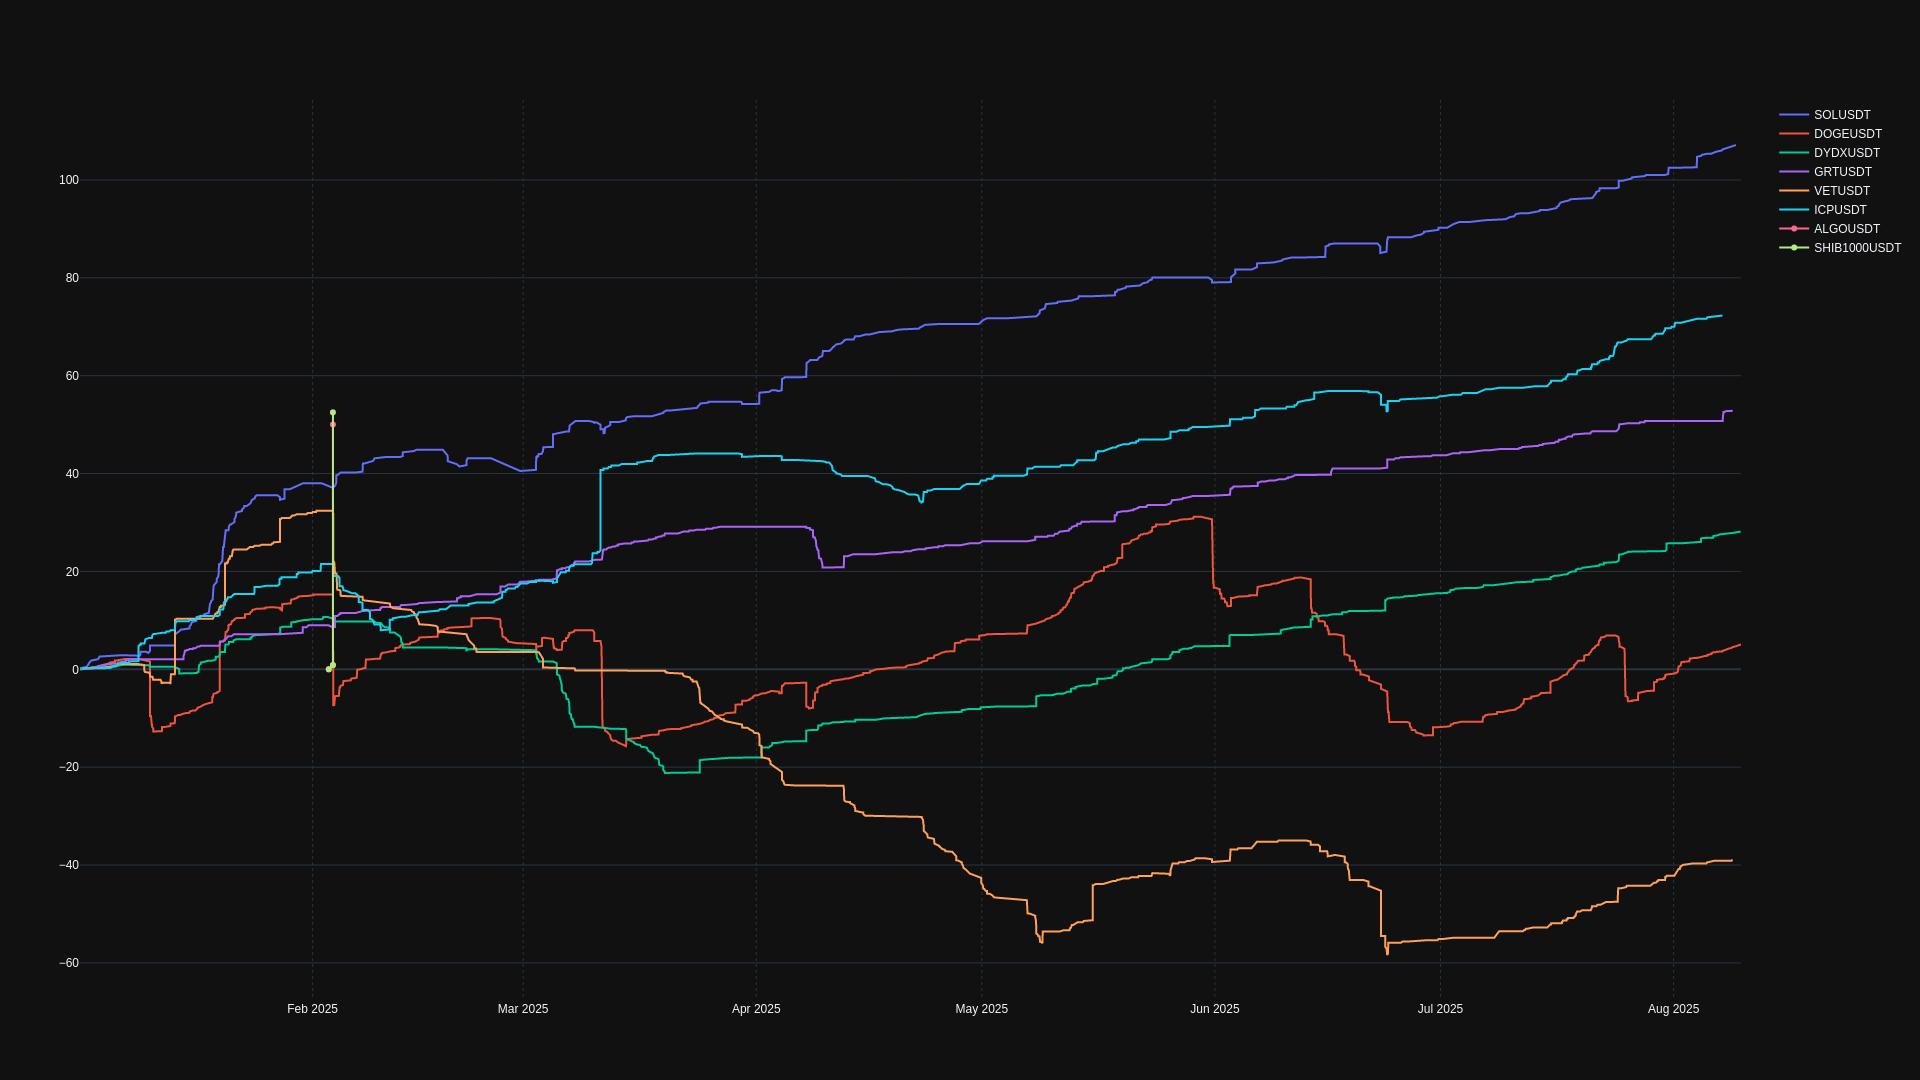 SOLUSDT
DOGEUSDT
DYDXUSDT
GRTUSDT
VETUSDT
ICPUSDT
ALGOUSDT
SHIB1000USDT
100
80
60
40
20
0
−20
−40
−60
Feb 2025 Mar 2025 Apr 2025 May 2025 Jun 2025 Jul 2025 Aug 2025